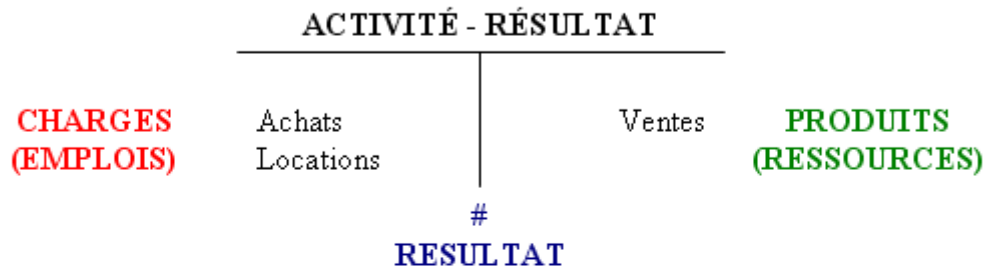 ACTIVITÉ - RÉSULTAT
CHARGES Achats Ventes PRODUITS
(EMPLOIS) Locations (RESSOURCES)
#
RESULTAT